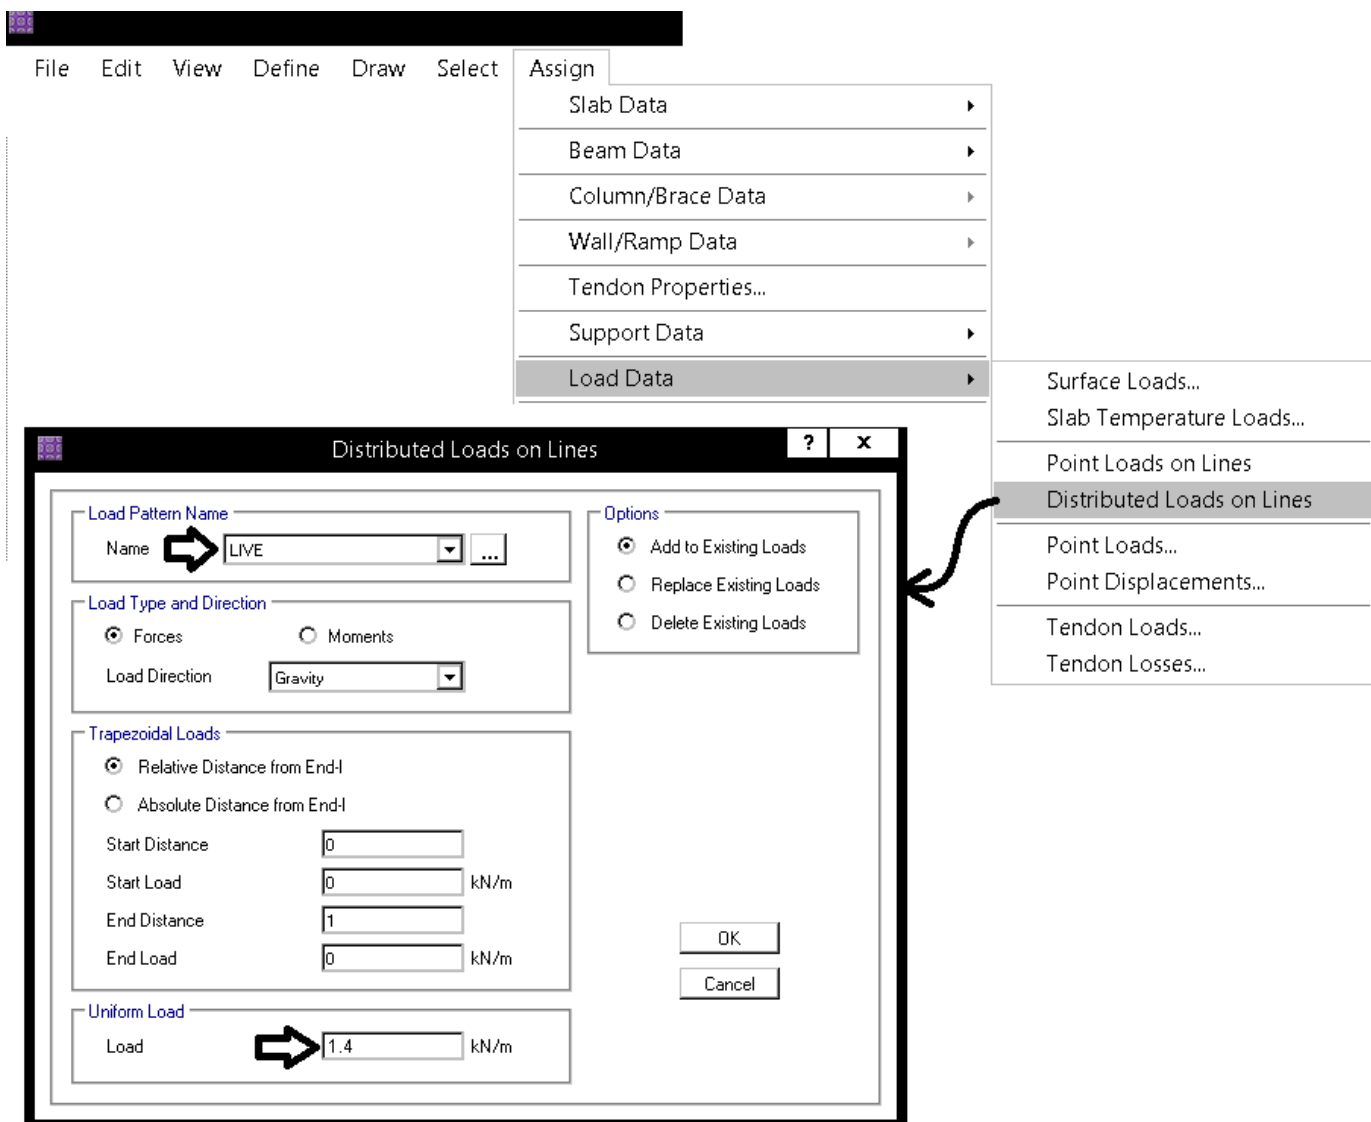 File Edit View Define Draw Select Assign
Slab Data
Beam Data
Column/Brace Data
Wall/Ramp Data
Tendon Properties...
Support Data
Load Data
Surface Loads...
Slab Temperature Loads...
Point Loads on Lines
Distributed Loads on Lines
Point Loads...
Point Displacements...
Tendon Loads...
Tendon Losses...
Distributed Loads on Lines ? x
Load Pattern Name
Name LIVE ...
Load Type and Direction
Forces Moments
Load Direction Gravity
Trapezoidal Loads
Relative Distance from End-I
Absolute Distance from End-I
Start Distance 0
Start Load 0 kN/m
End Distance 1
End Load 0 kN/m
Uniform Load
Load 1.4 kN/m
Options
Add to Existing Loads
Replace Existing Loads
Delete Existing Loads
OK
Cancel